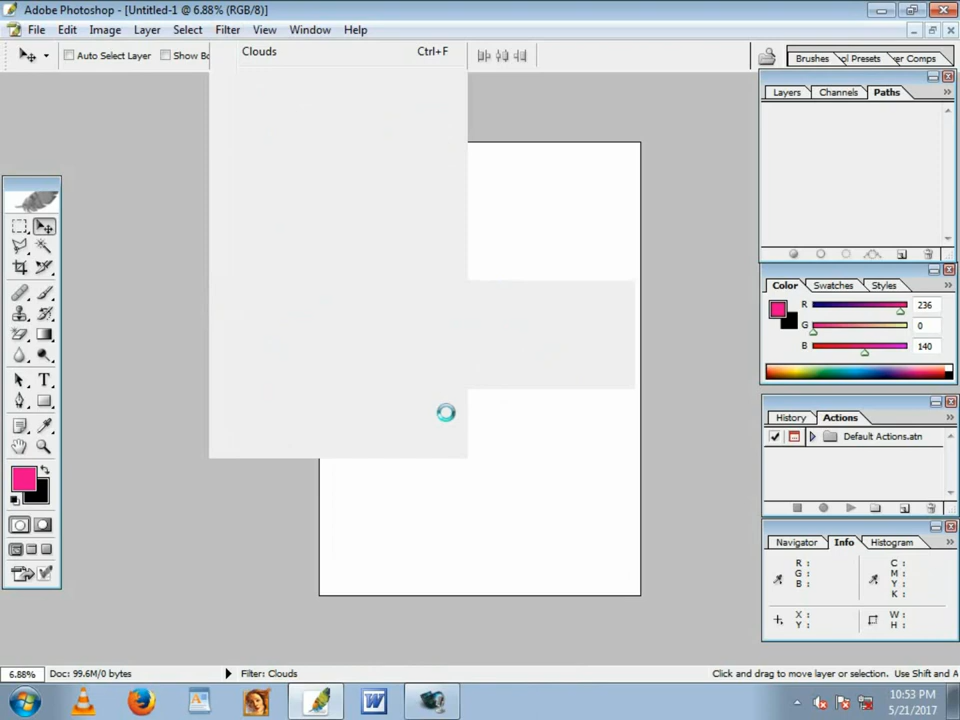 Adobe Photoshop - [Untitled-1 @ 6.88% (RGB/8)]
File Edit Image Layer Select Filter View Window Help
Auto Select Layer Show Bo
Clouds Ctrl+F
Brushes ol Presets er Comps
Layers Channels Paths
Color Swatches Styles
R 236
G 0
B 140
History Actions
Default Actions.atn
Navigator Info Histogram
R : C :
G : M :
B : Y :
K :
X : W :
Y : H :
6.88% Doc: 99.6M/0 bytes Filter: Clouds Click and drag to move layer or selection. Use Shift and A
10:53 PM
5/21/2017